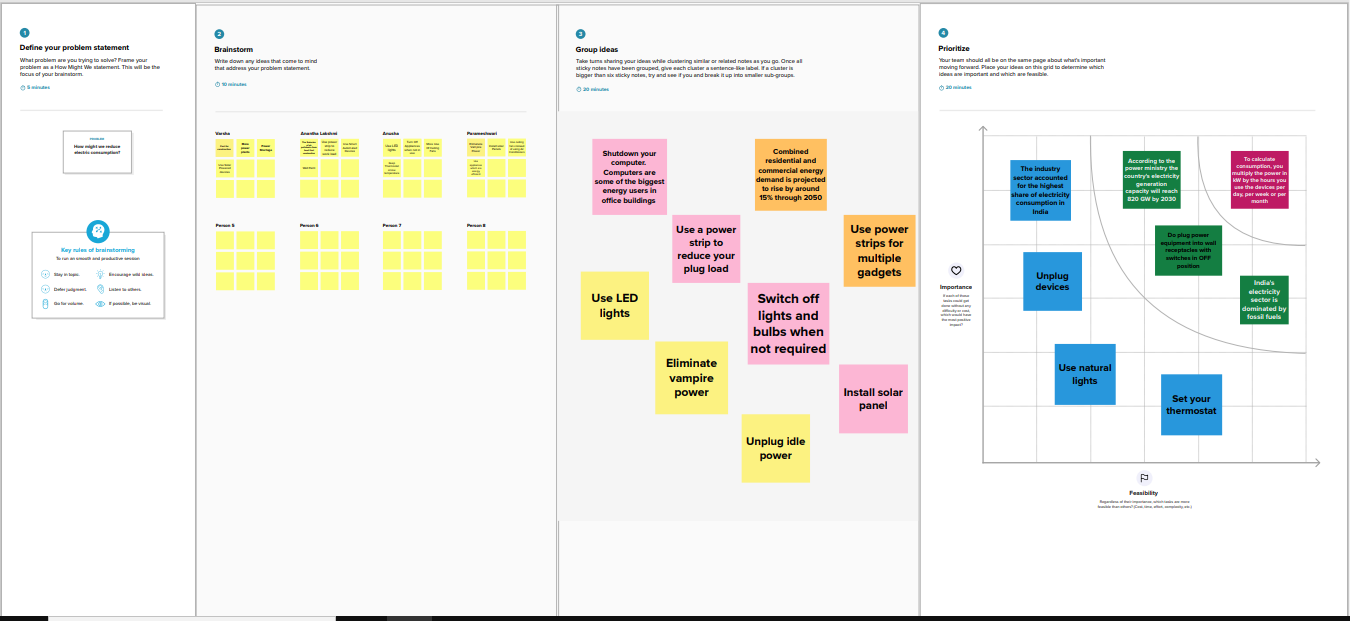 1
Define your problem statement
What problem are you trying to solve? Frame your
problem as a How Might We statement. This will be the
focus of your brainstorm.
5 minutes
PROBLEM
How might we reduce
electric consumption?
Key rules of brainstorming
To run an smooth and productive session
Stay in topic.
Encourage wild ideas.
Defer judgment.
Listen to others.
Go for volume.
If possible, be visual.
2
Brainstorm
Write down any ideas that come to mind
that address your problem statement.
10 minutes
Varsha
Anantha Lakshmi
Anusha
Parameshwari
Use LED
lights
Person 5
Person 6
Person 7
Person 8
3
Group ideas
Take turns sharing your ideas while clustering similar or related notes as you go. Once all
sticky notes have been grouped, give each cluster a sentence-like label. If a cluster is
bigger than six sticky notes, try and see if you and break it up into smaller sub-groups.
20 minutes
Shutdown your
computer.
Computers are
some of the biggest
energy users in
office buildings
Combined
residential and
commercial energy
demand is projected
to rise by around
15% through 2050
Use a power
strip to
reduce your
plug load
Use power
strips for
multiple
gadgets
Use LED
lights
Switch off
lights and
bulbs when
not required
Eliminate
vampire
power
Install solar
panel
Unplug idle
power
4
Prioritize
Your team should all be on the same page about what's important
moving forward. Place your ideas on this grid to determine which
ideas are important and which are feasible.
20 minutes
The industry
sector accounted
for the highest
share of electricity
consumption in
India
According to the
power ministry the
country's electricity
generation
capacity will reach
820 GW by 2030
To calculate
consumption, you
multiply the power in
kW by the hours you
use the devices per
day, per week or per
month
Do plug power
equipment into wall
receptacles with
switches in OFF
position
Unplug
devices
India's
electricity
sector is
dominated by
fossil fuels
Use natural
lights
Set your
thermostat
Importance
If each of these
tasks could get
done without any
difficulty or cost,
which would have
the most positive
impact?
Feasibility
Regardless of their importance, which tasks are more
feasible than others? (Cost, time, effort, complexity, etc.)